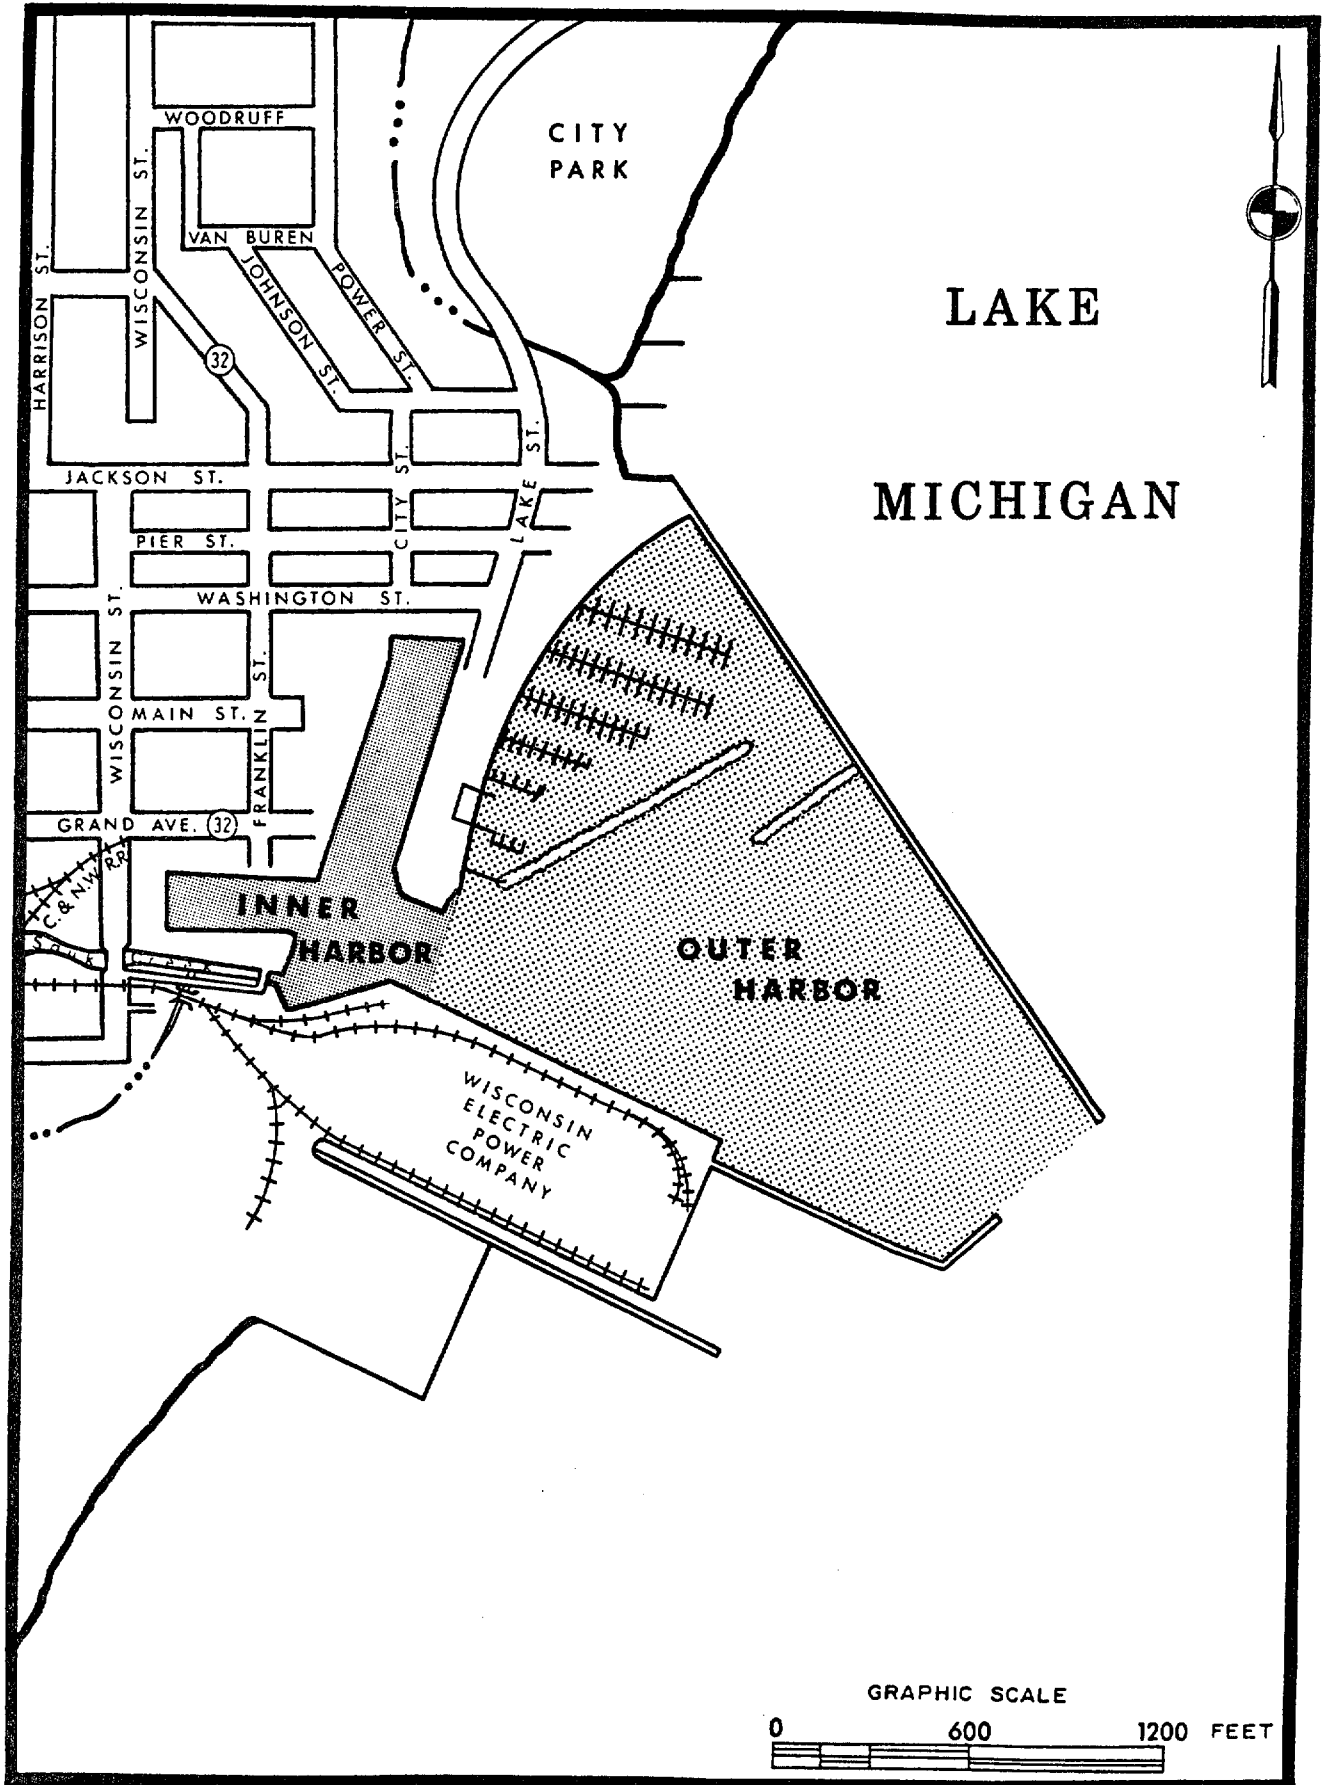 WOODRUFF
CITY
PARK
WISCONSIN ST.
HARRISON ST.
VAN BUREN
JOHNSON ST.
POWER ST.
LAKE
32
MICHIGAN
JACKSON ST.
CITY ST.
LAKE ST.
PIER ST.
WASHINGTON ST.
WISCONSIN ST.
FRANKLIN ST.
MAIN ST.
GRAND AVE. 32
C. & N.W. R.R.
INNER
HARBOR
SAUK CREEK
OUTER
HARBOR
WISCONSIN
ELECTRIC
POWER
COMPANY
GRAPHIC SCALE
0 600 1200 FEET